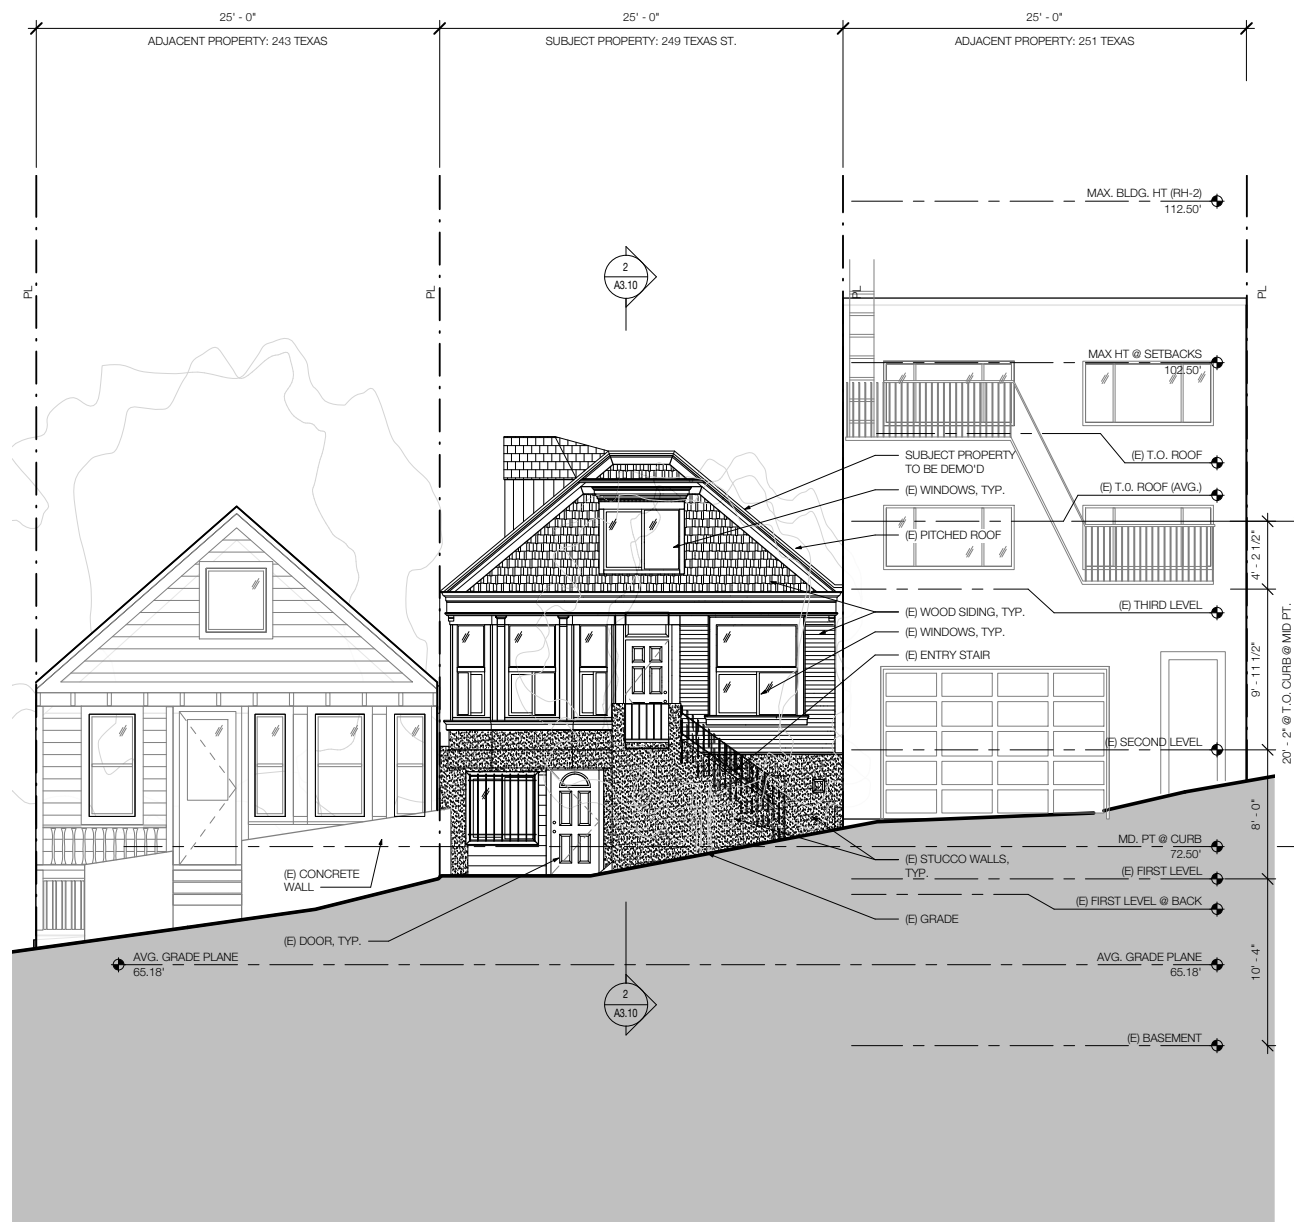 25' - 0"
25' - 0"
25' - 0"
ADJACENT PROPERTY: 243 TEXAS
SUBJECT PROPERTY: 249 TEXAS ST.
ADJACENT PROPERTY: 251 TEXAS
MAX. BLDG. HT (RH-2)
112.50'
2
A3.10
PL
PL
PL
PL
MAX HT @ SETBACKS
102.50'
SUBJECT PROPERTY
TO BE DEMO'D
(E) T.O. ROOF
(E) WINDOWS, TYP.
(E) T.0. ROOF (AVG.)
(E) PITCHED ROOF
4' - 2 1/2"
(E) WOOD SIDING, TYP.
(E) THIRD LEVEL
(E) WINDOWS, TYP.
(E) ENTRY STAIR
9' - 11 1/2"
20' - 2" @ T.O. CURB @ MID PT.
(E) SECOND LEVEL
8' - 0"
MD. PT @ CURB
72.50'
(E) STUCCO WALLS,
TYP.
(E) FIRST LEVEL
(E) CONCRETE
WALL
(E) FIRST LEVEL @ BACK
(E) GRADE
(E) DOOR, TYP.
AVG. GRADE PLANE
65.18'
AVG. GRADE PLANE
65.18'
10' - 4"
2
A3.10
(E) BASEMENT